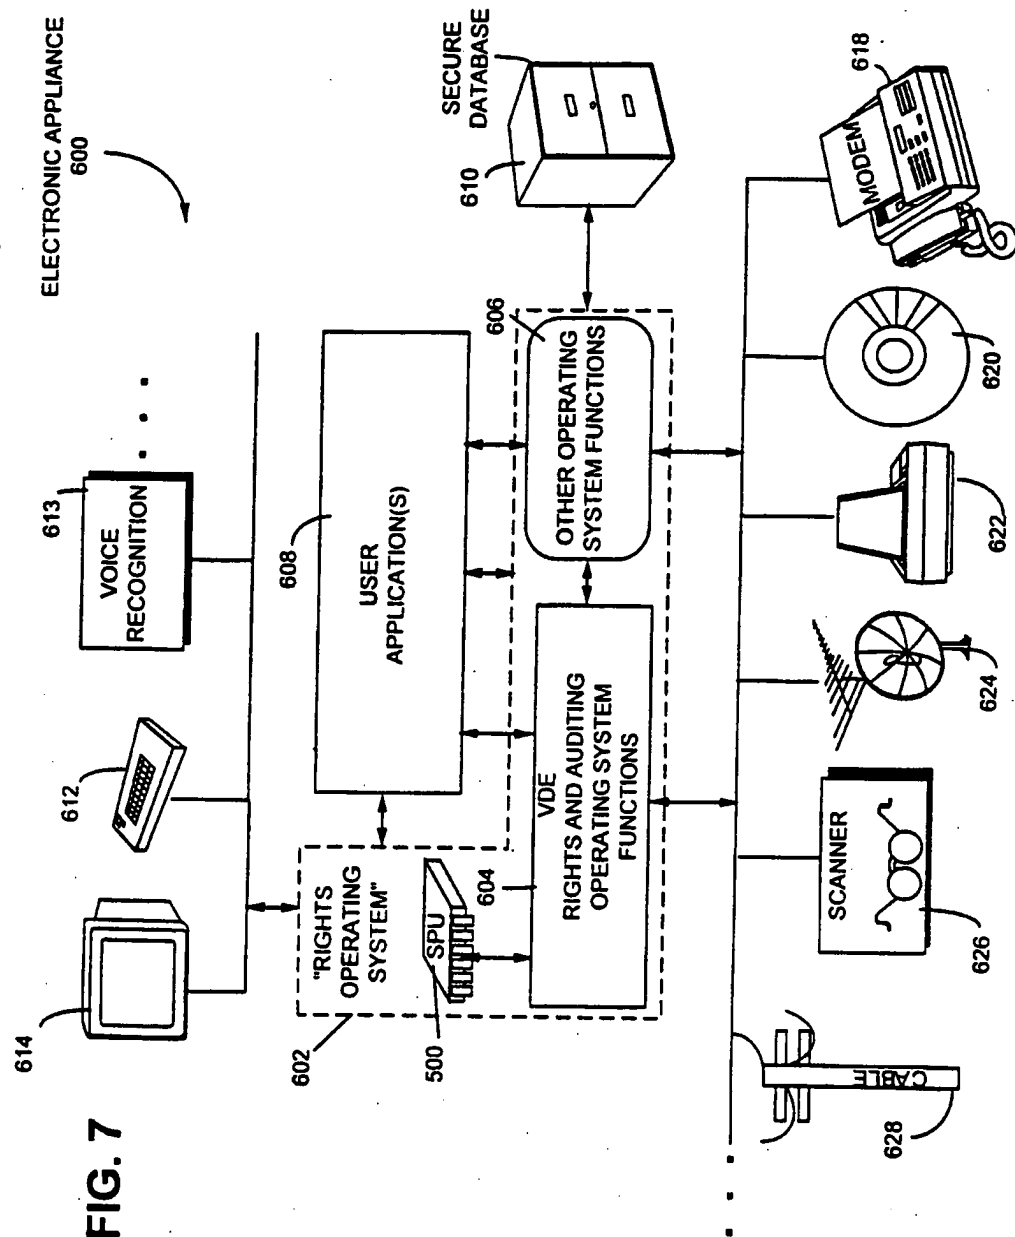 FIG. 7
ELECTRONIC APPLIANCE
600
614
612
613
VOICE
RECOGNITION
. . .
602
"RIGHTS
OPERATING
SYSTEM"
608
USER
APPLICATION(S)
500
SPU
604
VDE
RIGHTS AND AUDITING
OPERATING SYSTEM
FUNCTIONS
606
OTHER OPERATING
SYSTEM FUNCTIONS
610
SECURE
DATABASE
. . .
628
CABLE
626
SCANNER
624
622
620
618
MODEM